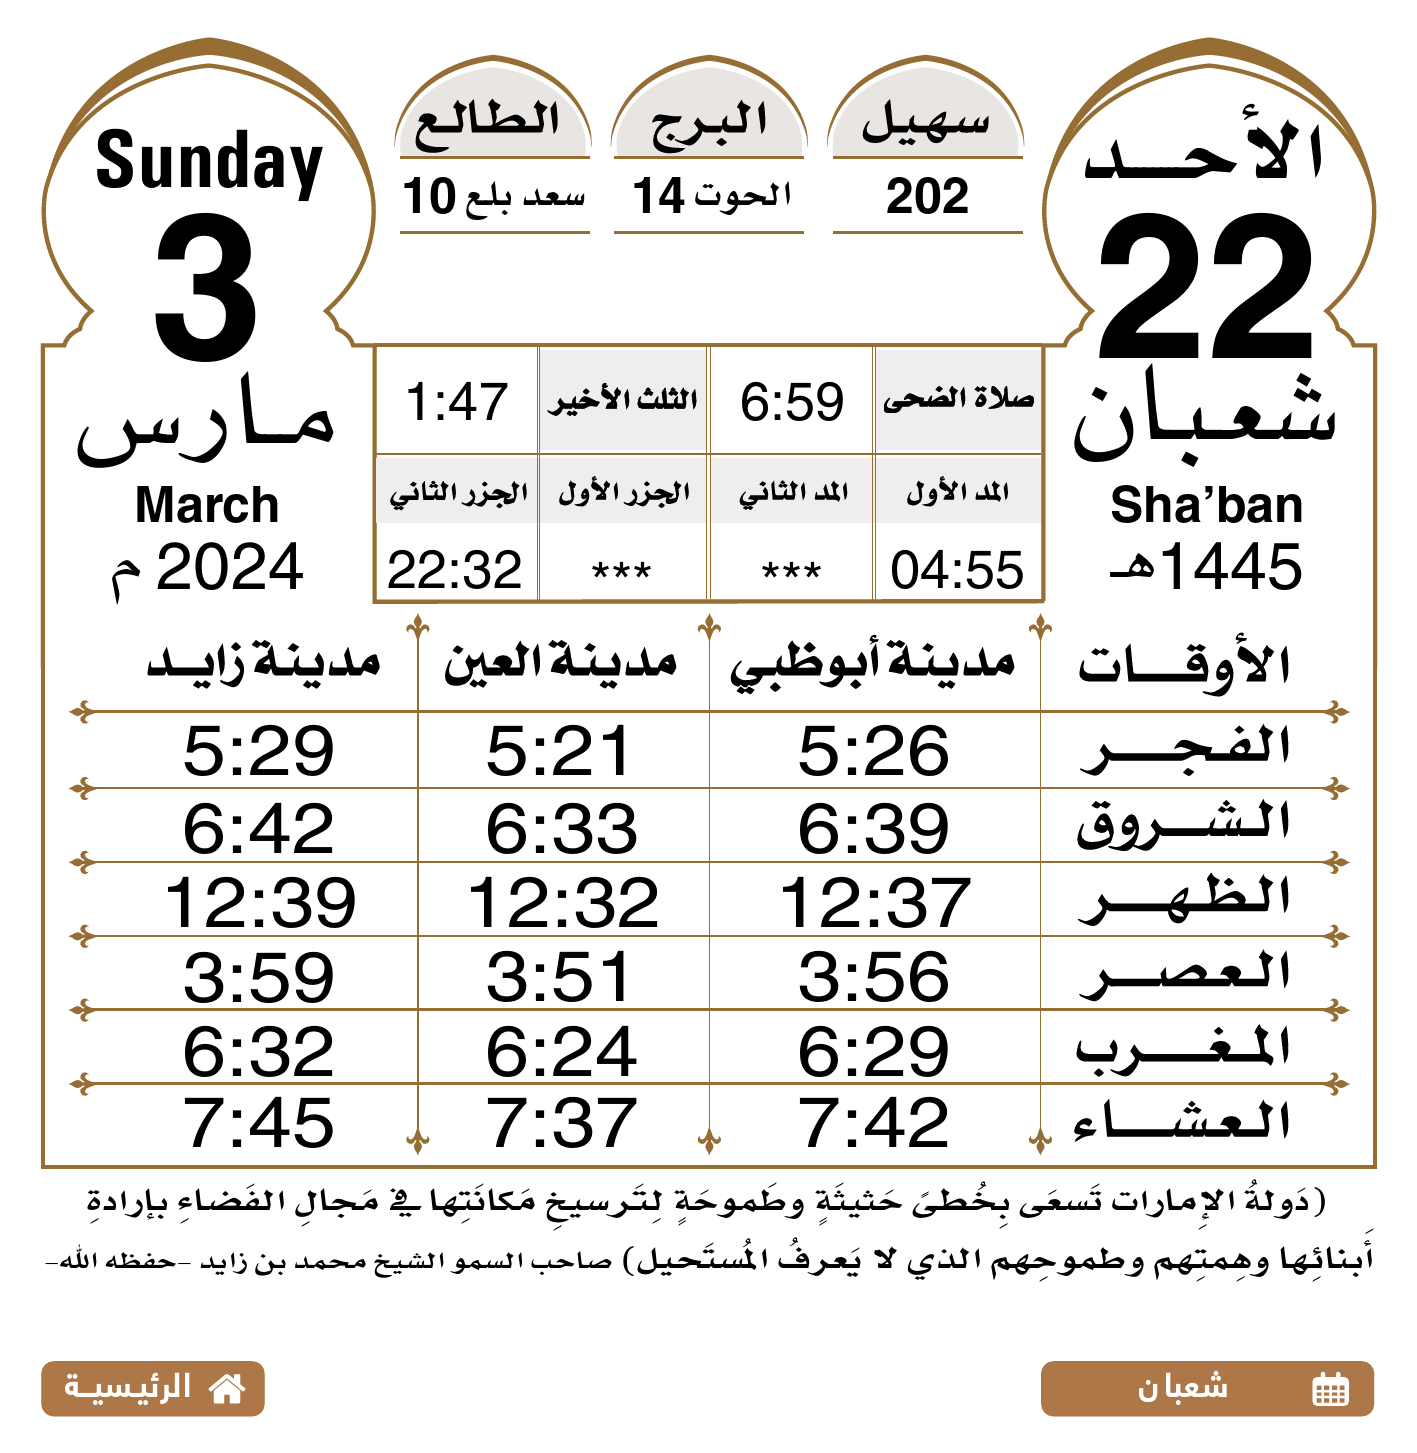 الأحد
22
شعبان
Sha’ban
1445هـ
سهيل
202
البرج
الحوت 14
الطالع
سعد بلع 10
Sunday
3
مارس
March
2024 م
صلاة الضحى 6:59 الثلث الأخير 1:47
المد الأول المد الثاني الجزر الأول الجزر الثاني
04:55 *** *** 22:32
الأوقات مدينة أبوظبي مدينة العين مدينة زايد
الفجر 5:26 5:21 5:29
الشروق 6:39 6:33 6:42
الظهر 12:37 12:32 12:39
العصر 3:56 3:51 3:59
المغرب 6:29 6:24 6:32
العشاء 7:42 7:37 7:45
(دَولةُ الإِمارات تَسعَى بِخُطىً حَثيثَةٍ وطَموحَةٍ لِتَرسيخِ مَكانَتِها في مَجالِ الفَضاءِ بإرادةِ
أَبنائِها وهِمتِهم وطموحِهم الذي لا يَعرفُ المُستَحيل) صاحب السمو الشيخ محمد بن زايد -حفظه الله-
شعبان
الرئيسية